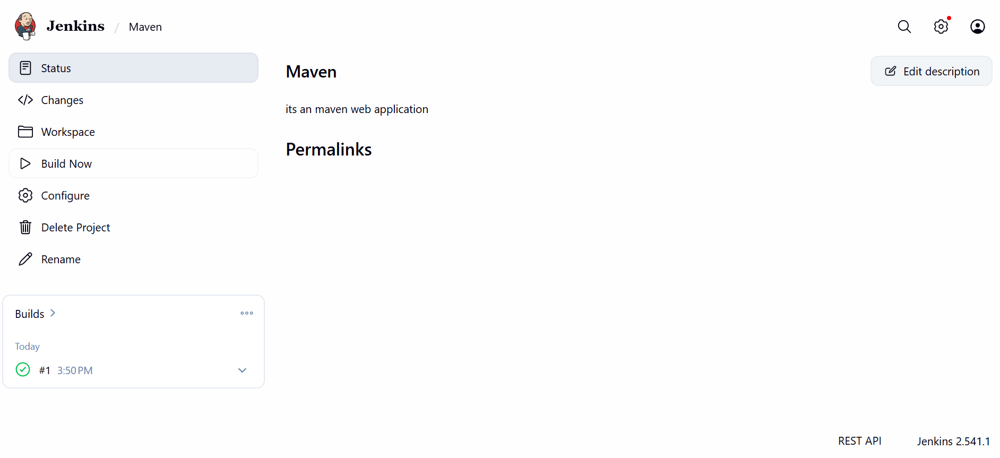 Jenkins / Maven
Status
Changes
Workspace
Build Now
Configure
Delete Project
Rename
Builds
Today
#1 3:50 PM
Maven
Edit description
its an maven web application
Permalinks
REST API
Jenkins 2.541.1